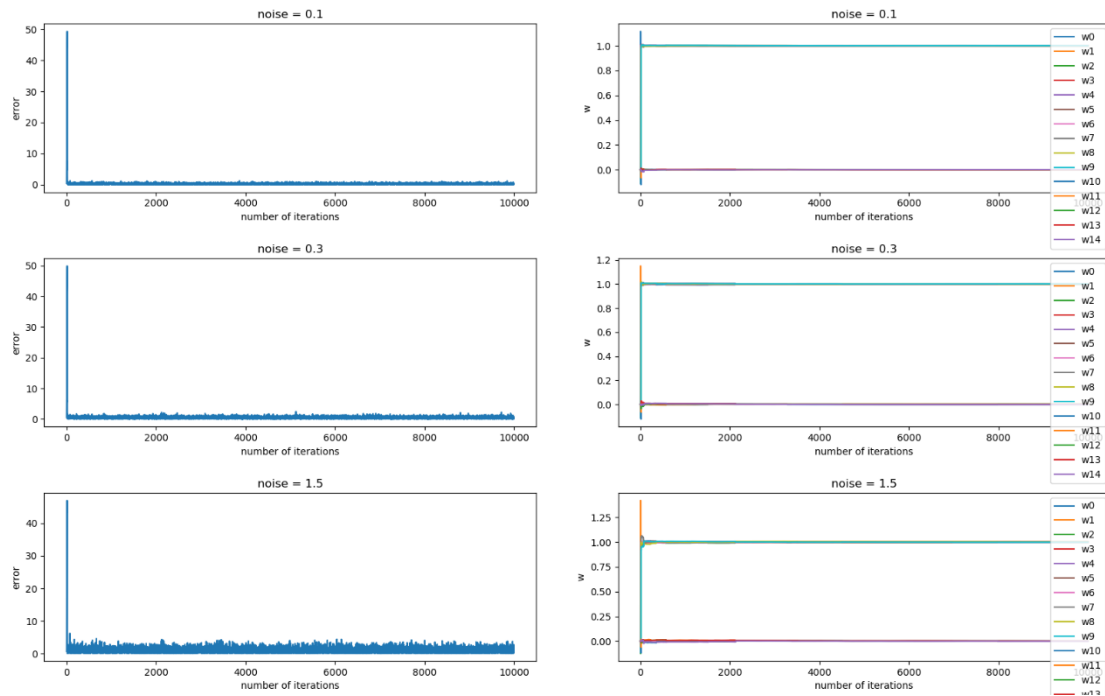 noise = 0.1
error
50
40
30
20
10
0
0 2000 4000 6000 8000 10000
number of iterations
noise = 0.1
w
1.0
0.8
0.6
0.4
0.2
0.0
0 2000 4000 6000 8000 10000
number of iterations
w0
w1
w2
w3
w4
w5
w6
w7
w8
w9
w10
w11
w12
w13
w14
noise = 0.3
error
50
40
30
20
10
0
0 2000 4000 6000 8000 10000
number of iterations
noise = 0.3
w
1.2
1.0
0.8
0.6
0.4
0.2
0.0
0 2000 4000 6000 8000 10000
number of iterations
w0
w1
w2
w3
w4
w5
w6
w7
w8
w9
w10
w11
w12
w13
w14
noise = 1.5
error
40
30
20
10
0
0 2000 4000 6000 8000 10000
number of iterations
noise = 1.5
w
1.25
1.00
0.75
0.50
0.25
0.00
0 2000 4000 6000 8000
number of iterations
w0
w1
w2
w3
w4
w5
w6
w7
w8
w9
w10
w11
w12
w13